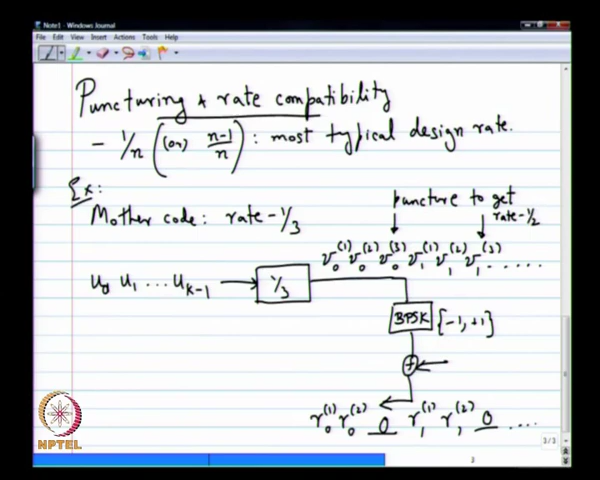 Note1 - Windows Journal
File Edit View Insert Actions Tools Help
Puncturing & rate compatibility
- 1/n (or) (n-1)/n : most typical design rate.
Ex:
Mother code: rate-1/3
puncture to get
rate-1/2
v₀⁽¹⁾ v₀⁽²⁾ v₀⁽³⁾ v₁⁽¹⁾ v₁⁽²⁾ v₁⁽³⁾ .....
u₀ u₁ ... u_{k-1} → 1/3
BPSK {-1, +1}
+
r₀⁽¹⁾ r₀⁽²⁾ 0 r₁⁽¹⁾ r₁⁽²⁾ 0 ....
NPTEL
3/3
3